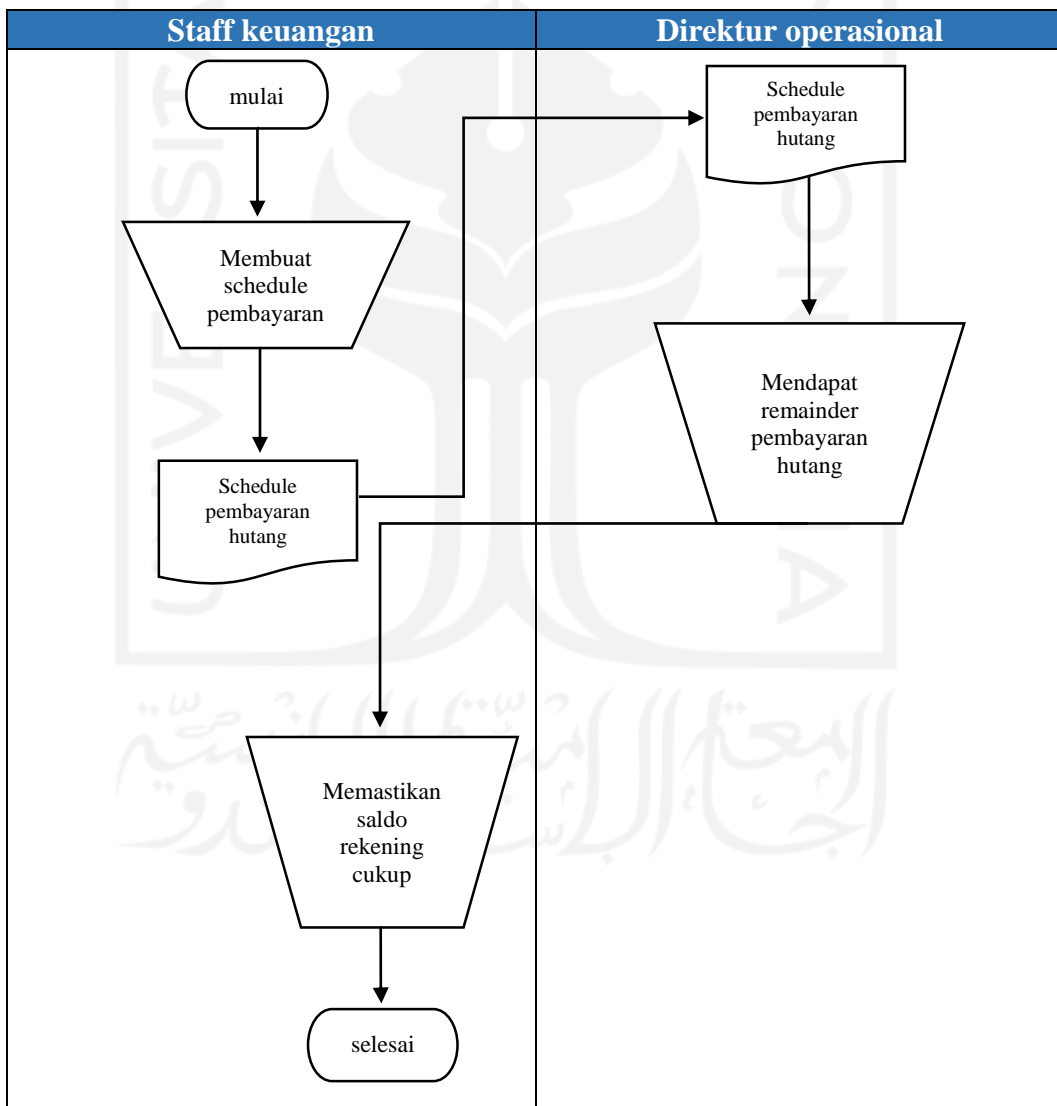 Staff keuangan
Direktur operasional
mulai
Membuat
schedule
pembayaran
Schedule
pembayaran
hutang
Schedule
pembayaran
hutang
Mendapat
remainder
pembayaran
hutang
Memastikan
saldo
rekening
cukup
selesai